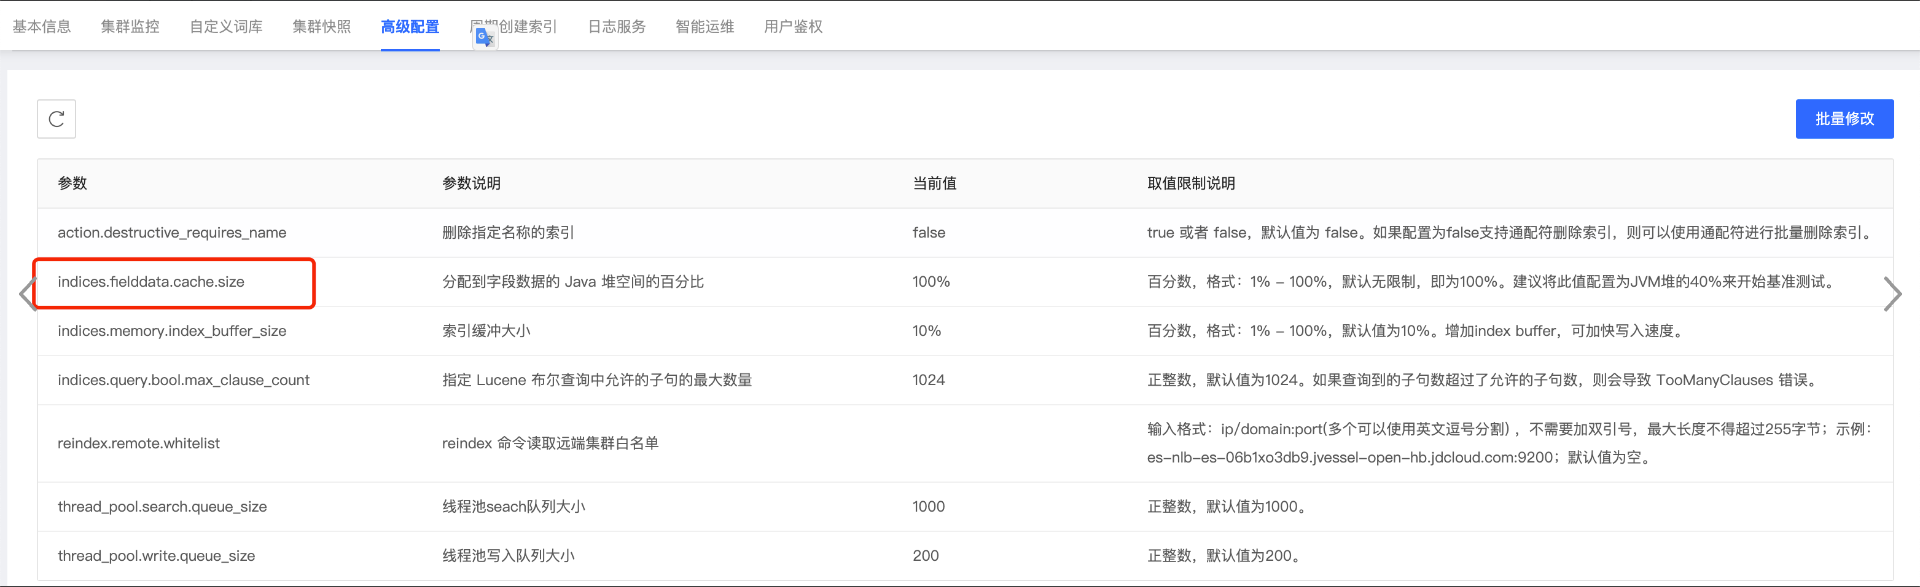 基本信息 集群监控 自定义词库 集群快照 高级配置 周期创建索引 日志服务 智能运维 用户鉴权
批量修改
参数 参数说明 当前值 取值限制说明
action.destructive_requires_name 删除指定名称的索引 false true 或者 false，默认值为 false。如果配置为false支持通配符删除索引，则可以使用通配符进行批量删除索引。
indices.fielddata.cache.size 分配到字段数据的 Java 堆空间的百分比 100% 百分数，格式：1% – 100%，默认无限制，即为100%。建议将此值配置为JVM堆的40%来开始基准测试。
indices.memory.index_buffer_size 索引缓冲大小 10% 百分数，格式：1% – 100%，默认值为10%。增加index buffer，可加快写入速度。
indices.query.bool.max_clause_count 指定 Lucene 布尔查询中允许的子句的最大数量 1024 正整数，默认值为1024。如果查询到的子句数超过了允许的子句数，则会导致 TooManyClauses 错误。
reindex.remote.whitelist reindex 命令读取远端集群白名单 输入格式：ip/domain:port(多个可以使用英文逗号分割) ，不需要加双引号，最大长度不得超过255字节；示例：
es-nlb-es-06b1xo3db9.jvessel-open-hb.jdcloud.com:9200；默认值为空。
thread_pool.search.queue_size 线程池seach队列大小 1000 正整数，默认值为1000。
thread_pool.write.queue_size 线程池写入队列大小 200 正整数，默认值为200。